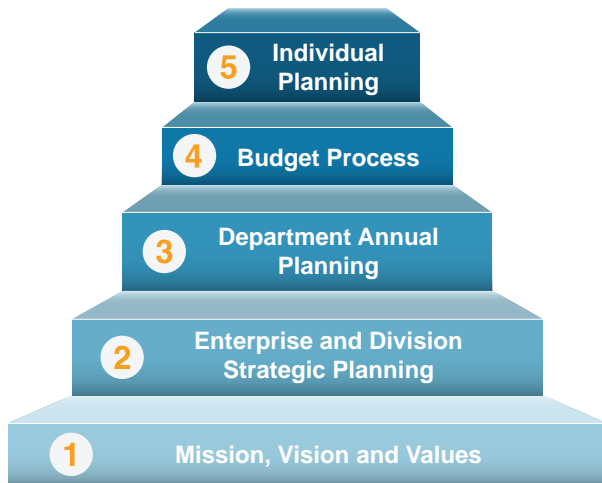 5
Individual
Planning
4
Budget Process
3
Department Annual
Planning
2
Enterprise and Division
Strategic Planning
1
Mission, Vision and Values